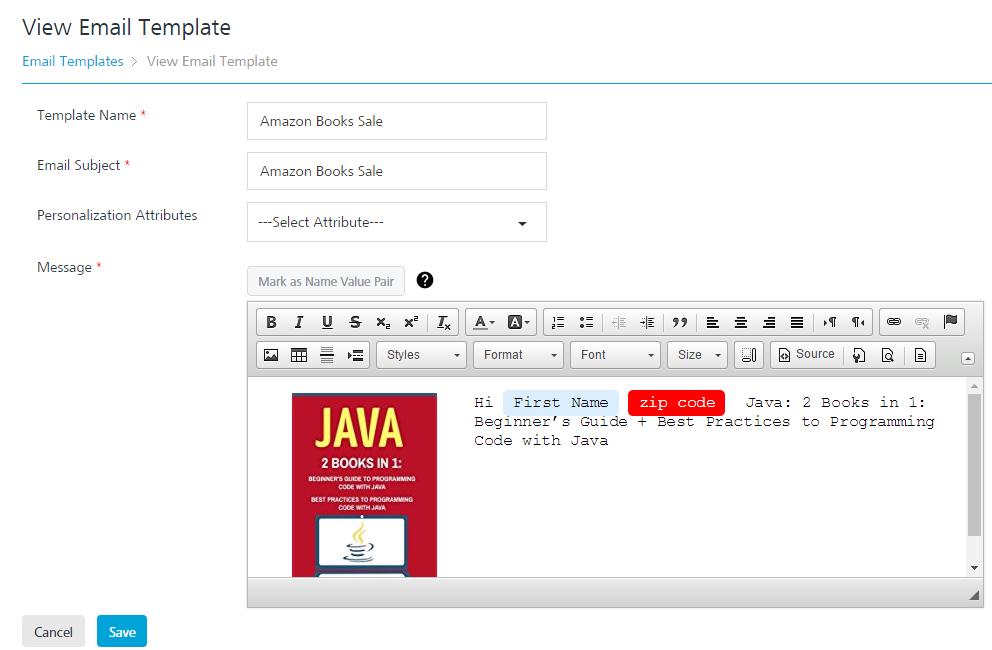 View Email Template
Email Templates > View Email Template
Template Name *
Amazon Books Sale
Email Subject *
Amazon Books Sale
Personalization Attributes
---Select Attribute---
Message *
Mark as Name Value Pair ?
B I U S x₂ x² Tx A A
Styles Format Font Size Source
JAVA
2 BOOKS IN 1:
BEGINNER'S GUIDE TO PROGRAMMING
CODE WITH JAVA
BEST PRACTICES TO PROGRAMMING
CODE WITH JAVA
Hi First Name zip code Java: 2 Books in 1:
Beginner’s Guide + Best Practices to Programming
Code with Java
Cancel Save